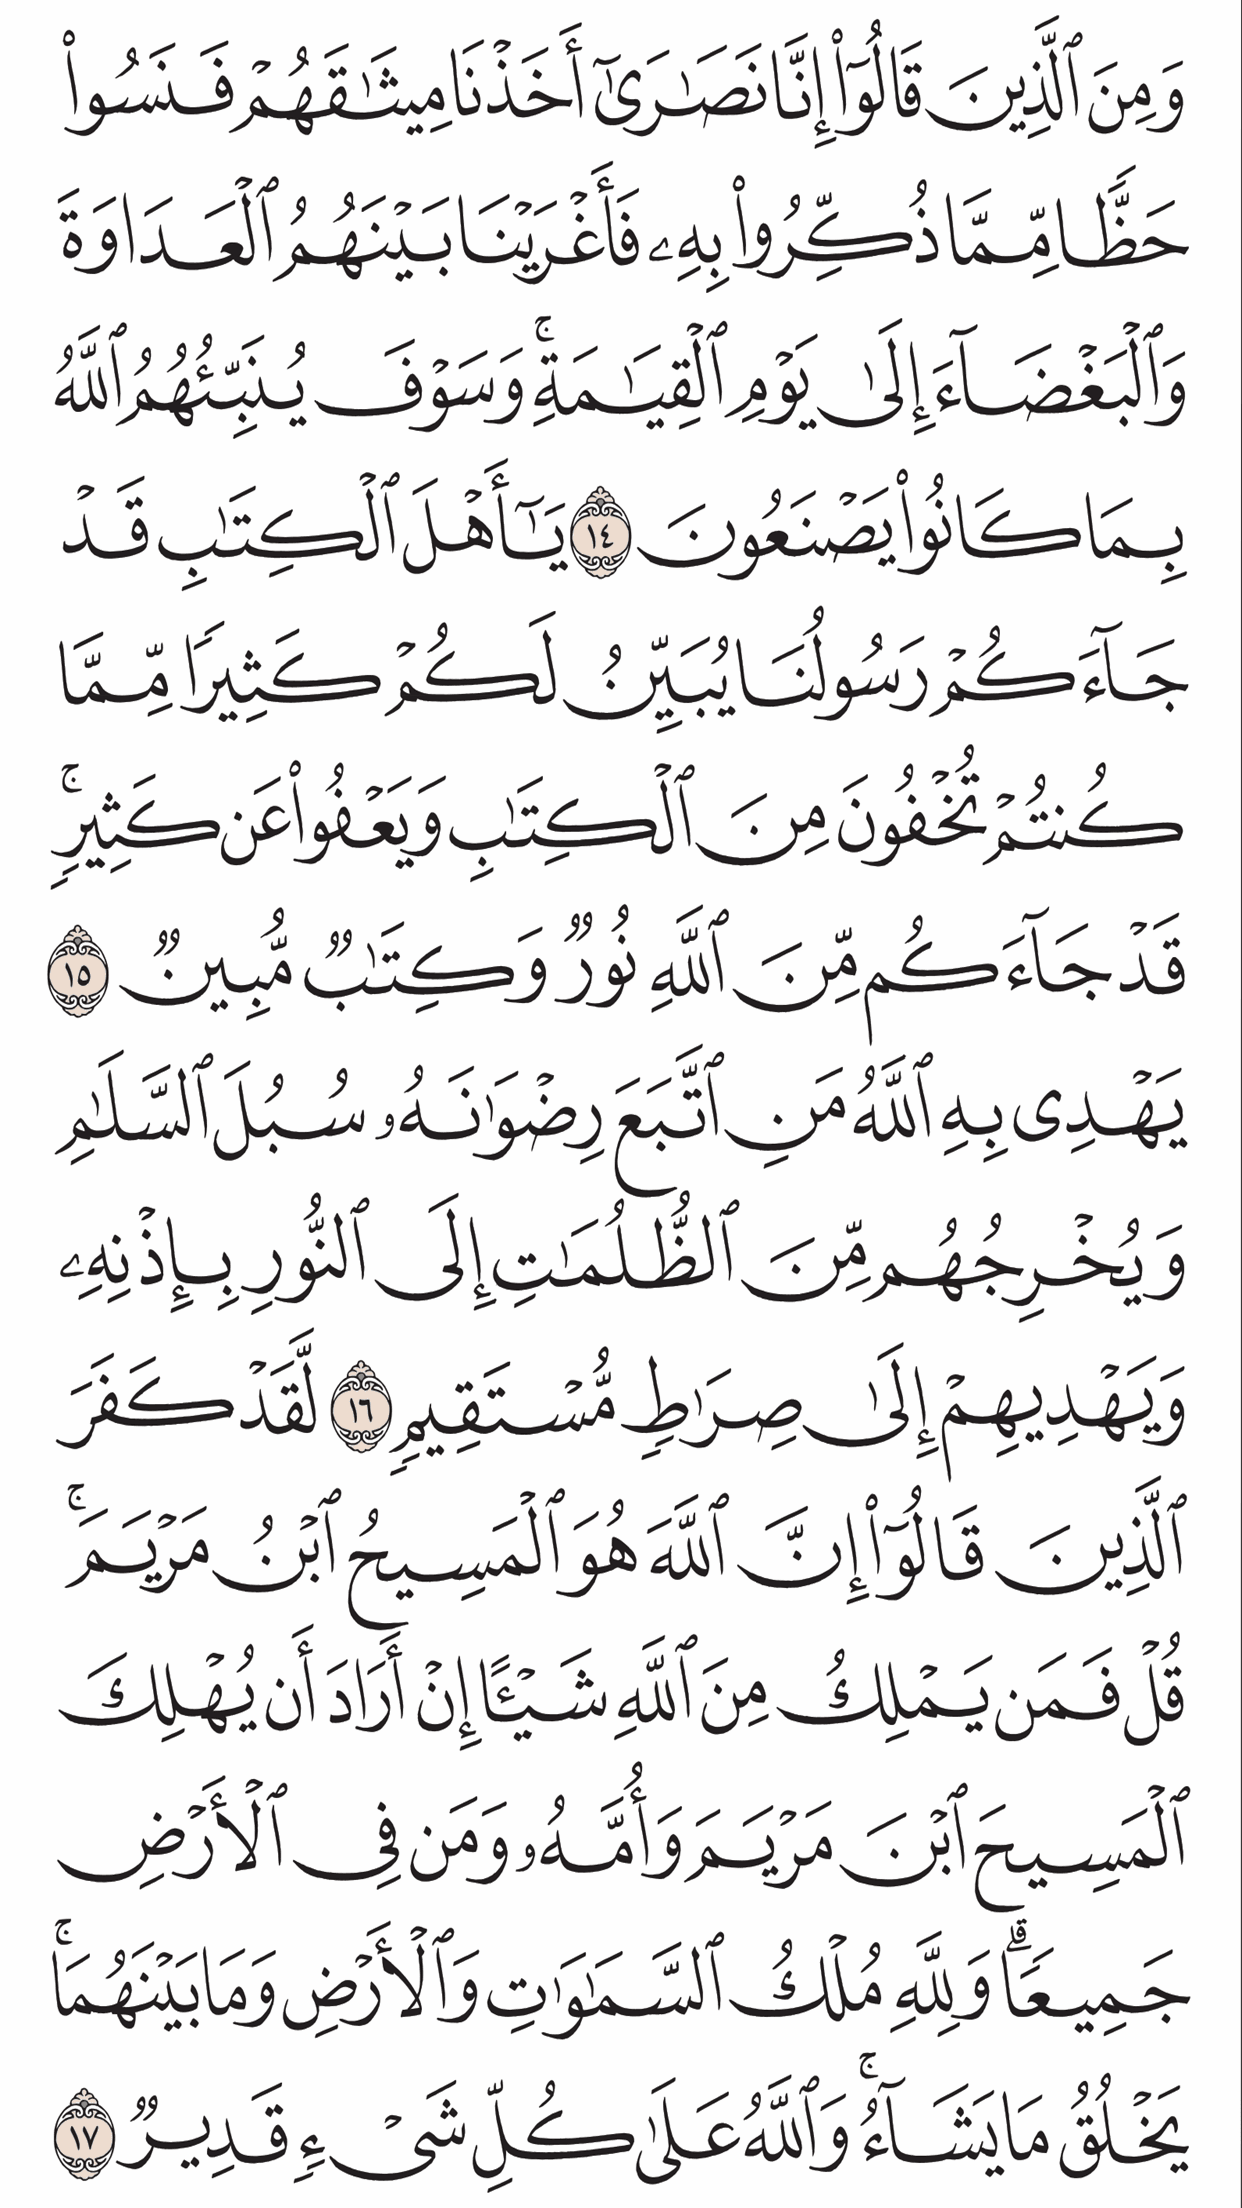 وَمِنَ ٱلَّذِينَ قَالُوٓاْ إِنَّا نَصَٰرَىٰٓ أَخَذۡنَا مِيثَٰقَهُمۡ فَنَسُواْ
حَظّٗا مِّمَّا ذُكِّرُواْ بِهِۦ فَأَغۡرَيۡنَا بَيۡنَهُمُ ٱلۡعَدَاوَةَ
وَٱلۡبَغۡضَآءَ إِلَىٰ يَوۡمِ ٱلۡقِيَٰمَةِۚ وَسَوۡفَ يُنَبِّئُهُمُ ٱللَّهُ
بِمَا كَانُواْ يَصۡنَعُونَ ١٤ يَٰٓأَهۡلَ ٱلۡكِتَٰبِ قَدۡ
جَآءَكُمۡ رَسُولُنَا يُبَيِّنُ لَكُمۡ كَثِيرٗا مِّمَّا
كُنتُمۡ تُخۡفُونَ مِنَ ٱلۡكِتَٰبِ وَيَعۡفُواْ عَن كَثِيرٖۚ
قَدۡ جَآءَكُم مِّنَ ٱللَّهِ نُورٞ وَكِتَٰبٞ مُّبِينٞ ١٥
يَهۡدِي بِهِ ٱللَّهُ مَنِ ٱتَّبَعَ رِضۡوَٰنَهُۥ سُبُلَ ٱلسَّلَٰمِ
وَيُخۡرِجُهُم مِّنَ ٱلظُّلُمَٰتِ إِلَى ٱلنُّورِ بِإِذۡنِهِۦ
وَيَهۡدِيهِمۡ إِلَىٰ صِرَٰطٖ مُّسۡتَقِيمٖ ١٦ لَّقَدۡ كَفَرَ
ٱلَّذِينَ قَالُوٓاْ إِنَّ ٱللَّهَ هُوَ ٱلۡمَسِيحُ ٱبۡنُ مَرۡيَمَۚ
قُلۡ فَمَن يَمۡلِكُ مِنَ ٱللَّهِ شَيۡـًٔا إِنۡ أَرَادَ أَن يُهۡلِكَ
ٱلۡمَسِيحَ ٱبۡنَ مَرۡيَمَ وَأُمَّهُۥ وَمَن فِي ٱلۡأَرۡضِ
جَمِيعٗاۗ وَلِلَّهِ مُلۡكُ ٱلسَّمَٰوَٰتِ وَٱلۡأَرۡضِ وَمَا بَيۡنَهُمَاۚ
يَخۡلُقُ مَا يَشَآءُۚ وَٱللَّهُ عَلَىٰ كُلِّ شَيۡءٖ قَدِيرٞ ١٧